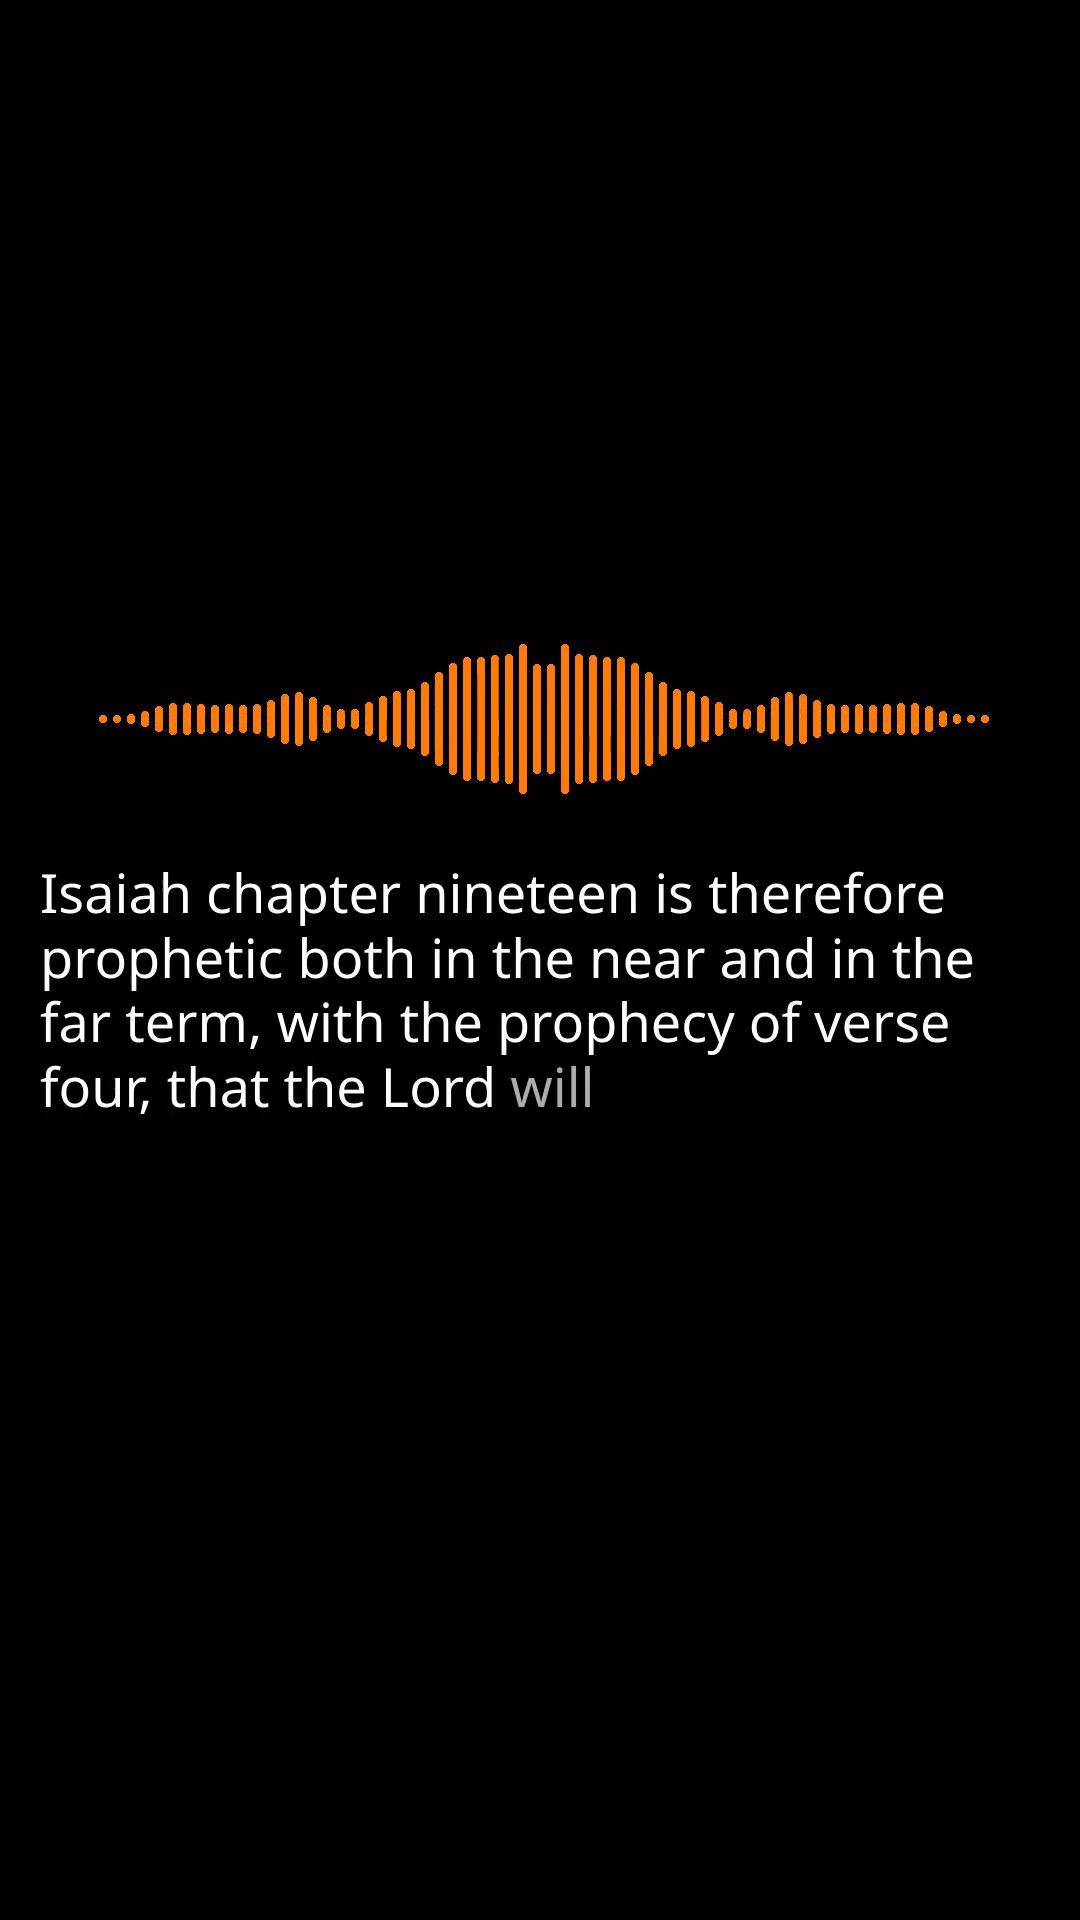 Isaiah chapter nineteen is therefore
prophetic both in the near and in the
far term, with the prophecy of verse
four, that the Lord will